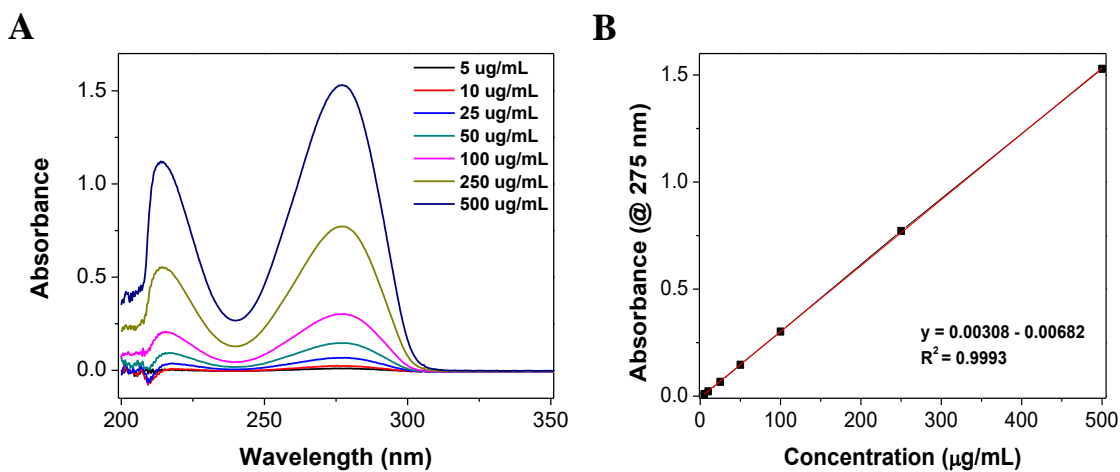 A
Absorbance
1.5
1.0
0.5
0.0
200
250
300
350
Wavelength (nm)
5 ug/mL
10 ug/mL
25 ug/mL
50 ug/mL
100 ug/mL
250 ug/mL
500 ug/mL
B
Absorbance (@ 275 nm)
1.5
1.0
0.5
0.0
0
100
200
300
400
500
Concentration (μg/mL)
y = 0.00308 - 0.00682
R² = 0.9993